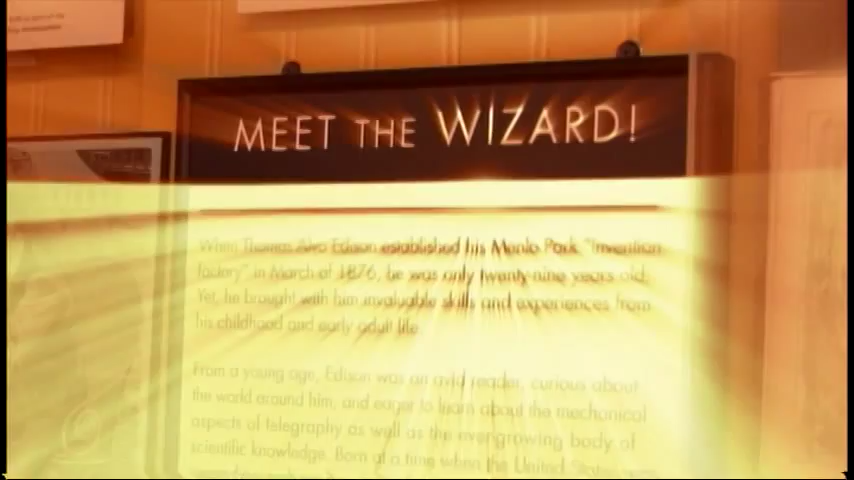 MEET THE WIZARD!
When Thomas Alva Edison established his Menlo Park "invention
factory" in March of 1876, he was only twenty-nine years old.
Yet, he brought with him invaluable skills and experiences from
his childhood and early adult life.
From a young age, Edison was an avid reader, curious about
the world around him, and eager to learn about the mechanical
aspects of telegraphy as well as the evergrowing body of
scientific knowledge. Born at a time when the United States